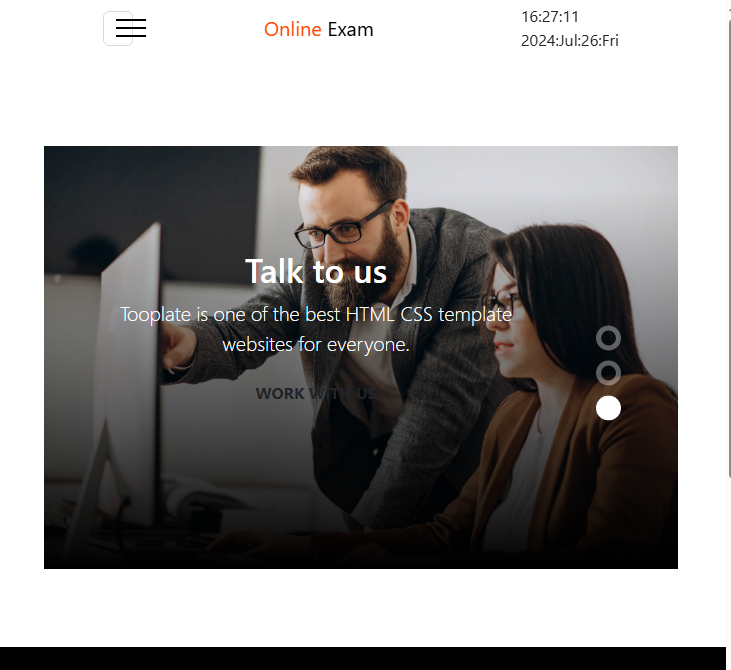 Online Exam
16:27:11
2024:Jul:26:Fri
Talk to us
Tooplate is one of the best HTML CSS template
websites for everyone.
WORK WITH US